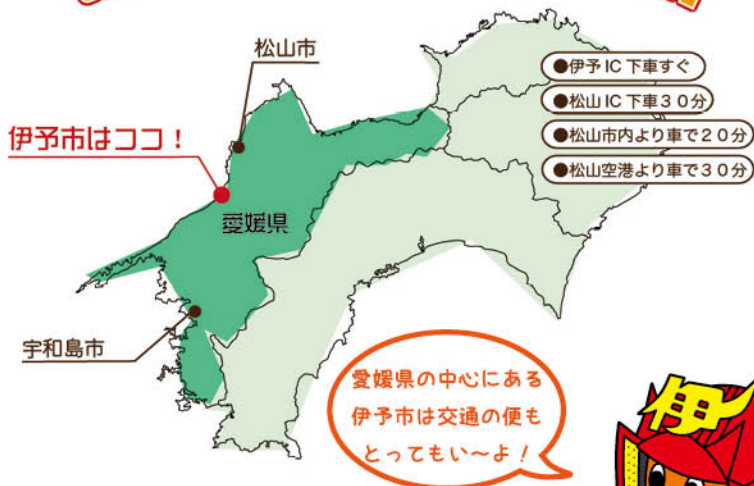 松山市
伊予市はココ！
●伊予IC下車すぐ
●松山IC下車３０分
●松山市内より車で２０分
●松山空港より車で３０分
愛媛県
宇和島市
愛媛県の中心にある
伊予市は交通の便も
とってもい～よ！
伊